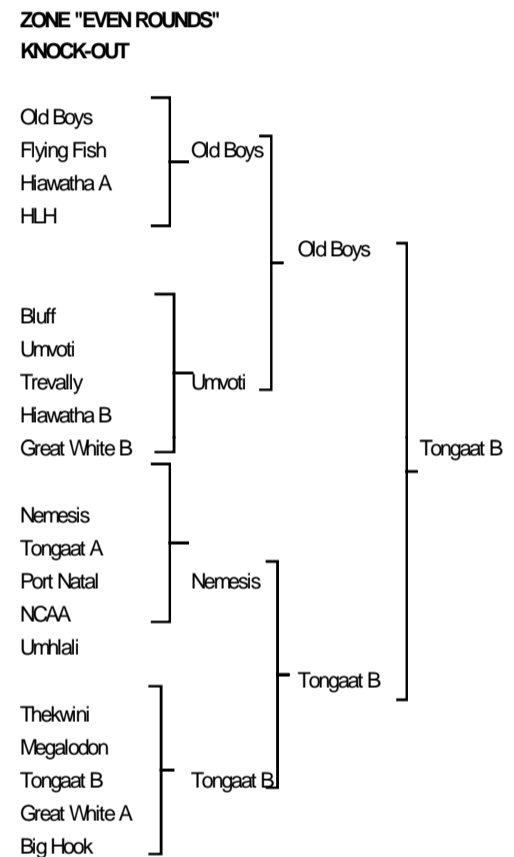 ZONE "EVEN ROUNDS"
KNOCK-OUT
Old Boys
Flying Fish
Hiawatha A
HLH
Old Boys
Old Boys
Bluff
Umvoti
Trevally
Hiawatha B
Great White B
Umvoti
Tongaat B
Nemesis
Tongaat A
Port Natal
NCAA
Umhlali
Nemesis
Tongaat B
Thekwini
Megalodon
Tongaat B
Great White A
Big Hook
Tongaat B